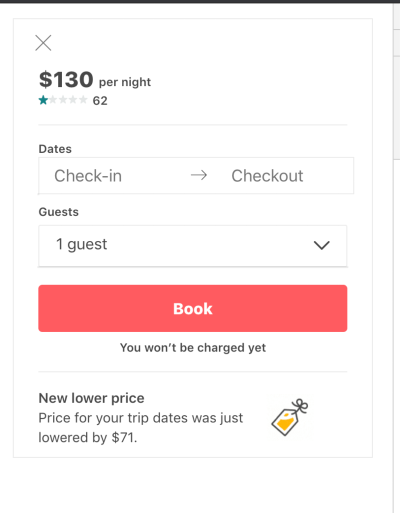 $130 per night
62
Dates
Check-in Checkout
Guests
1 guest
Book
You won’t be charged yet
New lower price
Price for your trip dates was just
lowered by $71.